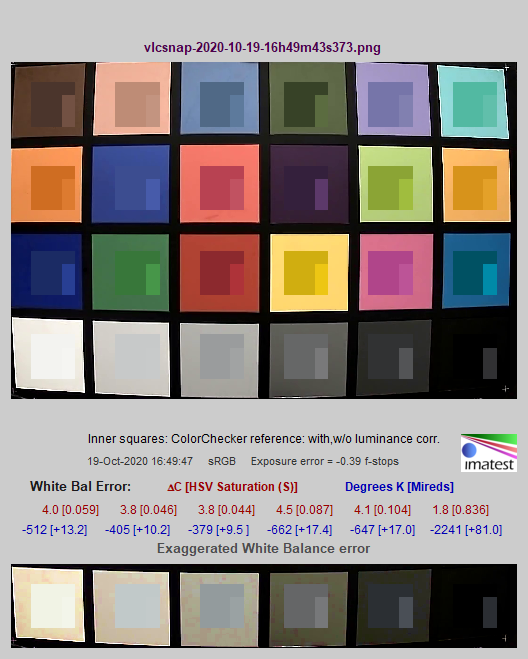 vlcsnap-2020-10-19-16h49m43s373.png
Inner squares: ColorChecker reference: with,w/o luminance corr.
19-Oct-2020 16:49:47 sRGB Exposure error = -0.39 f-stops
imatest
White Bal Error: ΔC [HSV Saturation (S)] Degrees K [Mireds]
4.0 [0.059] 3.8 [0.046] 3.8 [0.044] 4.5 [0.087] 4.1 [0.104] 1.8 [0.836]
-512 [+13.2] -405 [+10.2] -379 [+9.5 ] -662 [+17.4] -647 [+17.0] -2241 [+81.0]
Exaggerated White Balance error